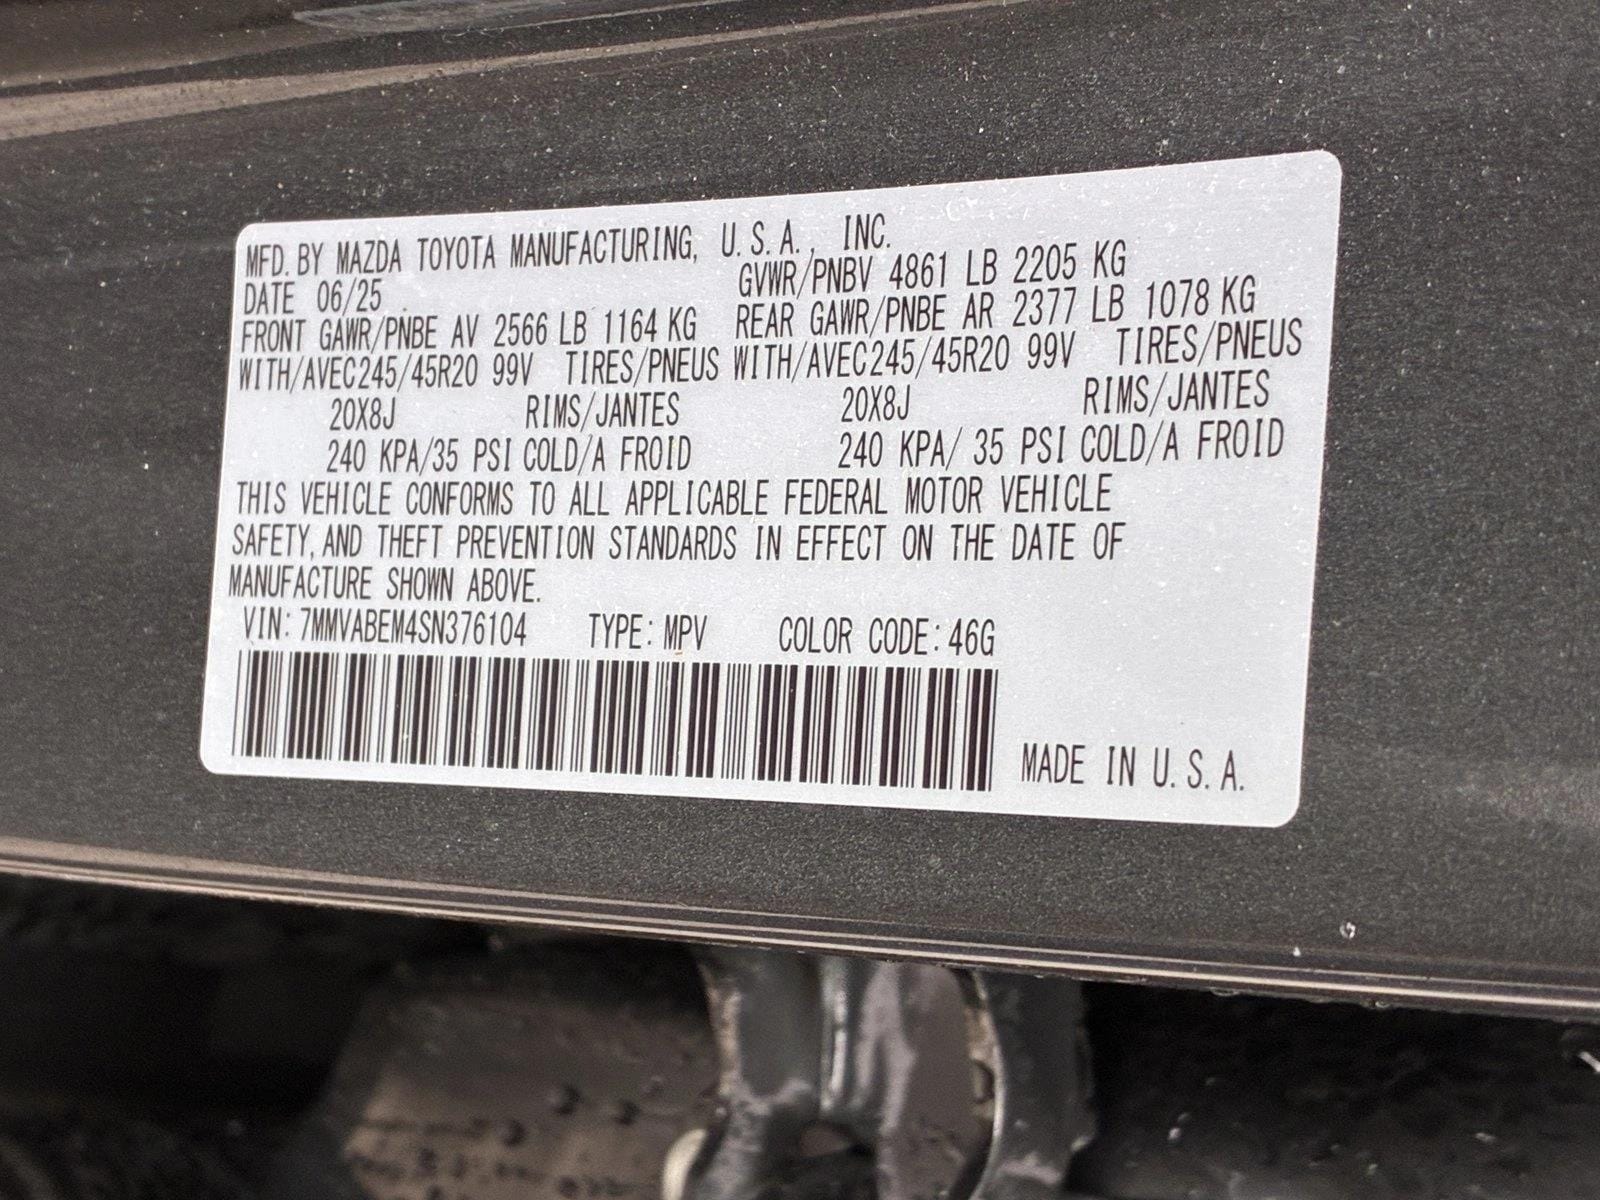 MFD. BY MAZDA TOYOTA MANUFACTURING, U. S. A., INC.
DATE 06/25 GVWR/PNBV 4861 LB 2205 KG
FRONT GAWR/PNBE AV 2566 LB 1164 KG REAR GAWR/PNBE AR 2377 LB 1078 KG
WITH/AVEC245/45R20 99V TIRES/PNEUS WITH/AVEC245/45R20 99V TIRES/PNEUS
20X8J RIMS/JANTES 20X8J RIMS/JANTES
240 KPA/35 PSI COLD/A FROID 240 KPA/ 35 PSI COLD/A FROID
THIS VEHICLE CONFORMS TO ALL APPLICABLE FEDERAL MOTOR VEHICLE
SAFETY, AND THEFT PREVENTION STANDARDS IN EFFECT ON THE DATE OF
MANUFACTURE SHOWN ABOVE.
VIN: 7MMVABEM4SN376104 TYPE: MPV COLOR CODE: 46G
MADE IN U. S. A.